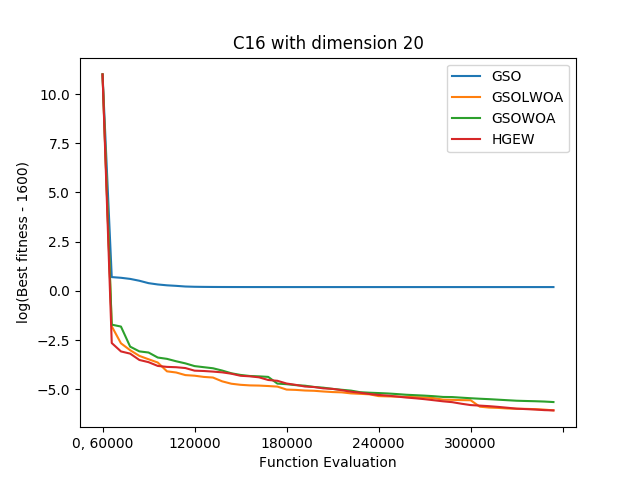 C16 with dimension 20
log(Best fitness - 1600)
10.0
7.5
5.0
2.5
0.0
−2.5
−5.0
GSO
GSOLWOA
GSOWOA
HGEW
0, 60000 120000 180000 240000 300000
Function Evaluation